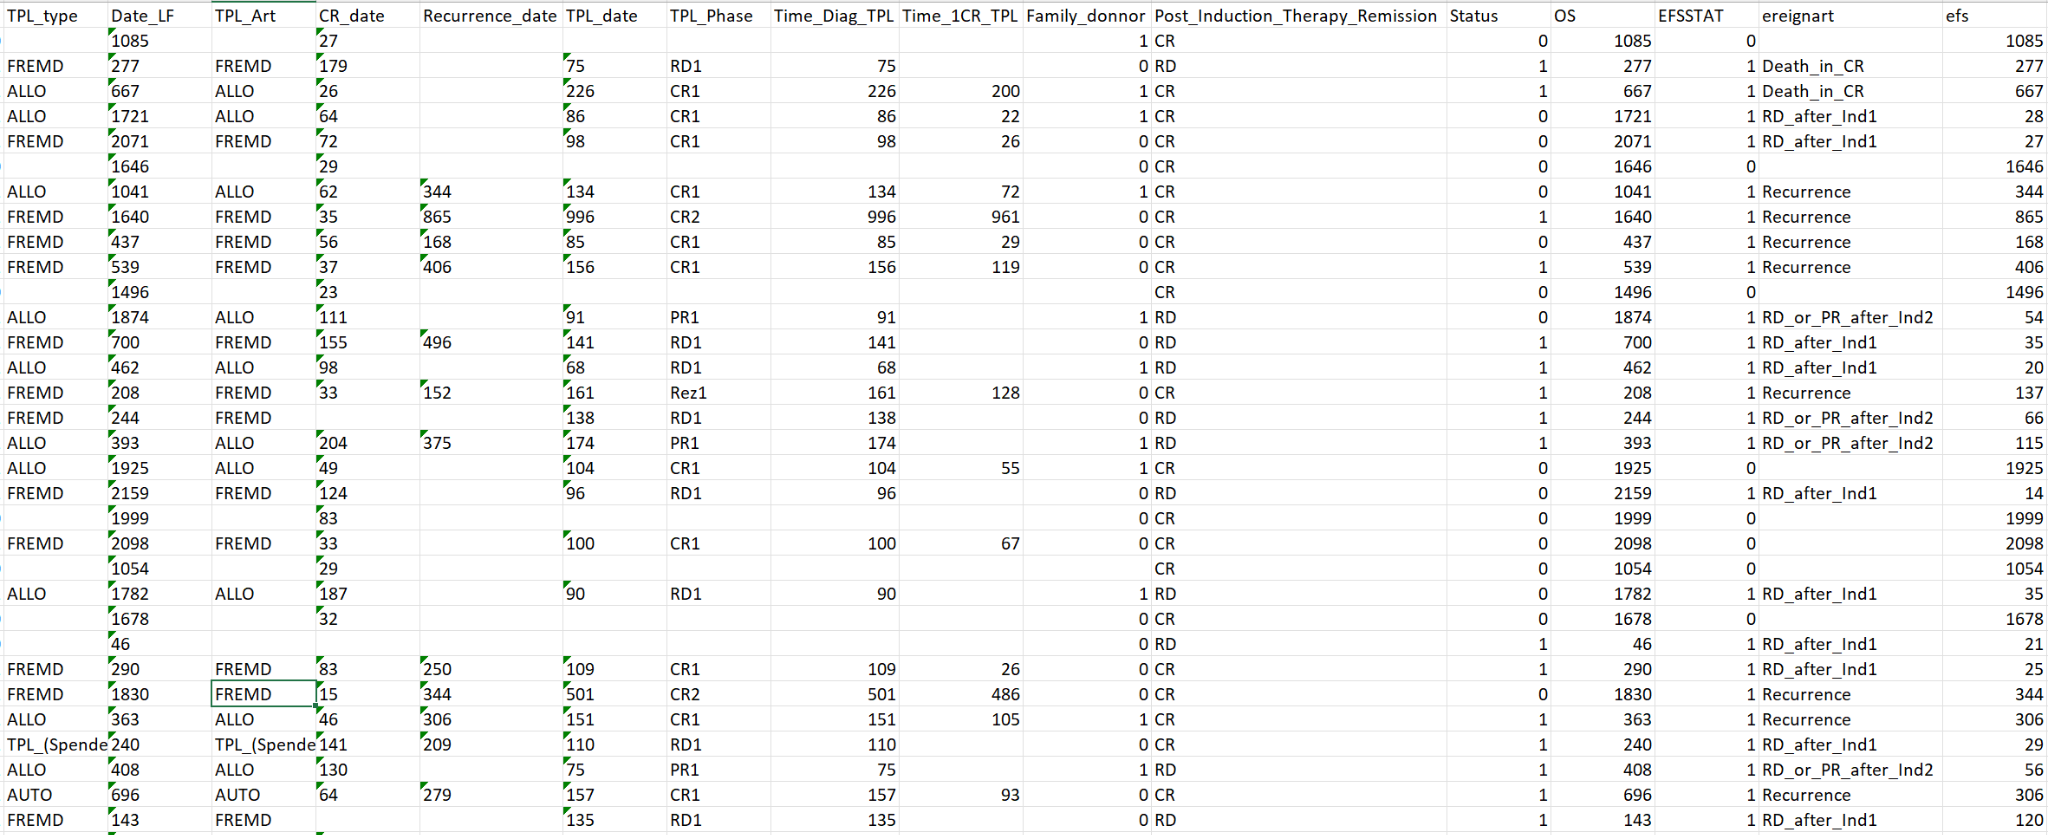 TPL_type Date_LF TPL_Art CR_date Recurrence_date TPL_date TPL_Phase Time_Diag_TPL Time_1CR_TPL Family_donnor Post_Induction_Therapy_Remission Status OS EFSSTAT ereignart efs
1085 27 1 CR 0 1085 0 1085
FREMD 277 FREMD 179 75 RD1 75 0 RD 1 277 1 Death_in_CR 277
ALLO 667 ALLO 26 226 CR1 226 200 1 CR 1 667 1 Death_in_CR 667
ALLO 1721 ALLO 64 86 CR1 86 22 1 CR 0 1721 1 RD_after_Ind1 28
FREMD 2071 FREMD 72 98 CR1 98 26 0 CR 0 2071 1 RD_after_Ind1 27
1646 29 0 CR 0 1646 0 1646
ALLO 1041 ALLO 62 344 134 CR1 134 72 1 CR 0 1041 1 Recurrence 344
FREMD 1640 FREMD 35 865 996 CR2 996 961 0 CR 1 1640 1 Recurrence 865
FREMD 437 FREMD 56 168 85 CR1 85 29 0 CR 0 437 1 Recurrence 168
FREMD 539 FREMD 37 406 156 CR1 156 119 0 CR 1 539 1 Recurrence 406
1496 23 CR 0 1496 0 1496
ALLO 1874 ALLO 111 91 PR1 91 1 RD 0 1874 1 RD_or_PR_after_Ind2 54
FREMD 700 FREMD 155 496 141 RD1 141 0 RD 1 700 1 RD_after_Ind1 35
ALLO 462 ALLO 98 68 RD1 68 1 RD 1 462 1 RD_after_Ind1 20
FREMD 208 FREMD 33 152 161 Rez1 161 128 0 CR 1 208 1 Recurrence 137
FREMD 244 FREMD 138 RD1 138 0 RD 1 244 1 RD_or_PR_after_Ind2 66
ALLO 393 ALLO 204 375 174 PR1 174 1 RD 1 393 1 RD_or_PR_after_Ind2 115
ALLO 1925 ALLO 49 104 CR1 104 55 1 CR 0 1925 0 1925
FREMD 2159 FREMD 124 96 RD1 96 0 RD 0 2159 1 RD_after_Ind1 14
1999 83 0 CR 0 1999 0 1999
FREMD 2098 FREMD 33 100 CR1 100 67 0 CR 0 2098 0 2098
1054 29 CR 0 1054 0 1054
ALLO 1782 ALLO 187 90 RD1 90 1 RD 0 1782 1 RD_after_Ind1 35
1678 32 0 CR 0 1678 0 1678
46 0 RD 1 46 1 RD_after_Ind1 21
FREMD 290 FREMD 83 250 109 CR1 109 26 0 CR 1 290 1 RD_after_Ind1 25
FREMD 1830 FREMD 15 344 501 CR2 501 486 0 CR 0 1830 1 Recurrence 344
ALLO 363 ALLO 46 306 151 CR1 151 105 1 CR 1 363 1 Recurrence 306
TPL_(Spende 240 TPL_(Spende 141 209 110 RD1 110 0 CR 1 240 1 RD_after_Ind1 29
ALLO 408 ALLO 130 75 PR1 75 1 RD 1 408 1 RD_or_PR_after_Ind2 56
AUTO 696 AUTO 64 279 157 CR1 157 93 0 CR 1 696 1 Recurrence 306
FREMD 143 FREMD 135 RD1 135 0 RD 1 143 1 RD_after_Ind1 120